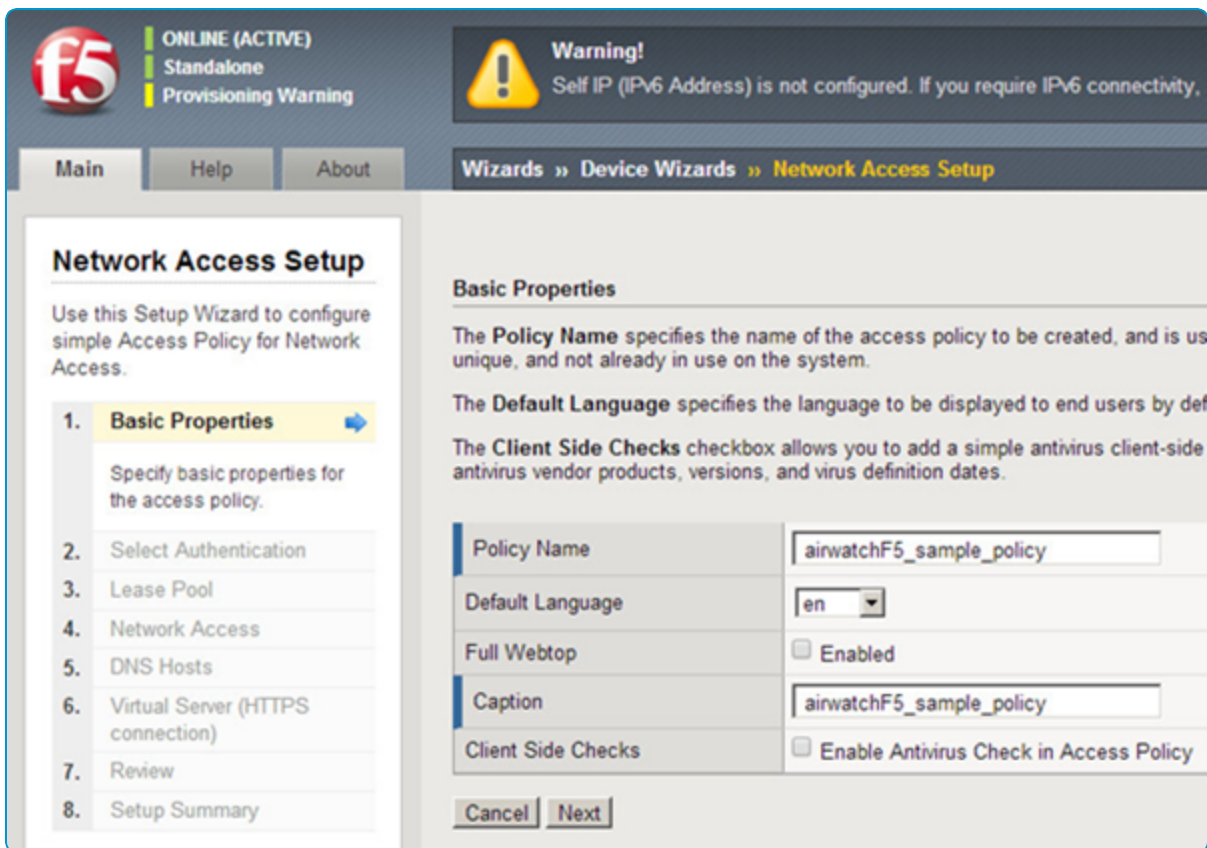 f5
ONLINE (ACTIVE)
Standalone
Provisioning Warning
Warning!
Self IP (IPv6 Address) is not configured. If you require IPv6 connectivity,
Main
Help
About
Wizards » Device Wizards » Network Access Setup
Network Access Setup
Use this Setup Wizard to configure
simple Access Policy for Network
Access.
1. Basic Properties
Specify basic properties for
the access policy.
2. Select Authentication
3. Lease Pool
4. Network Access
5. DNS Hosts
6. Virtual Server (HTTPS
connection)
7. Review
8. Setup Summary
Basic Properties
The Policy Name specifies the name of the access policy to be created, and is us
unique, and not already in use on the system.
The Default Language specifies the language to be displayed to end users by def
The Client Side Checks checkbox allows you to add a simple antivirus client-side
antivirus vendor products, versions, and virus definition dates.
Policy Name airwatchF5_sample_policy
Default Language en
Full Webtop Enabled
Caption airwatchF5_sample_policy
Client Side Checks Enable Antivirus Check in Access Policy
Cancel Next